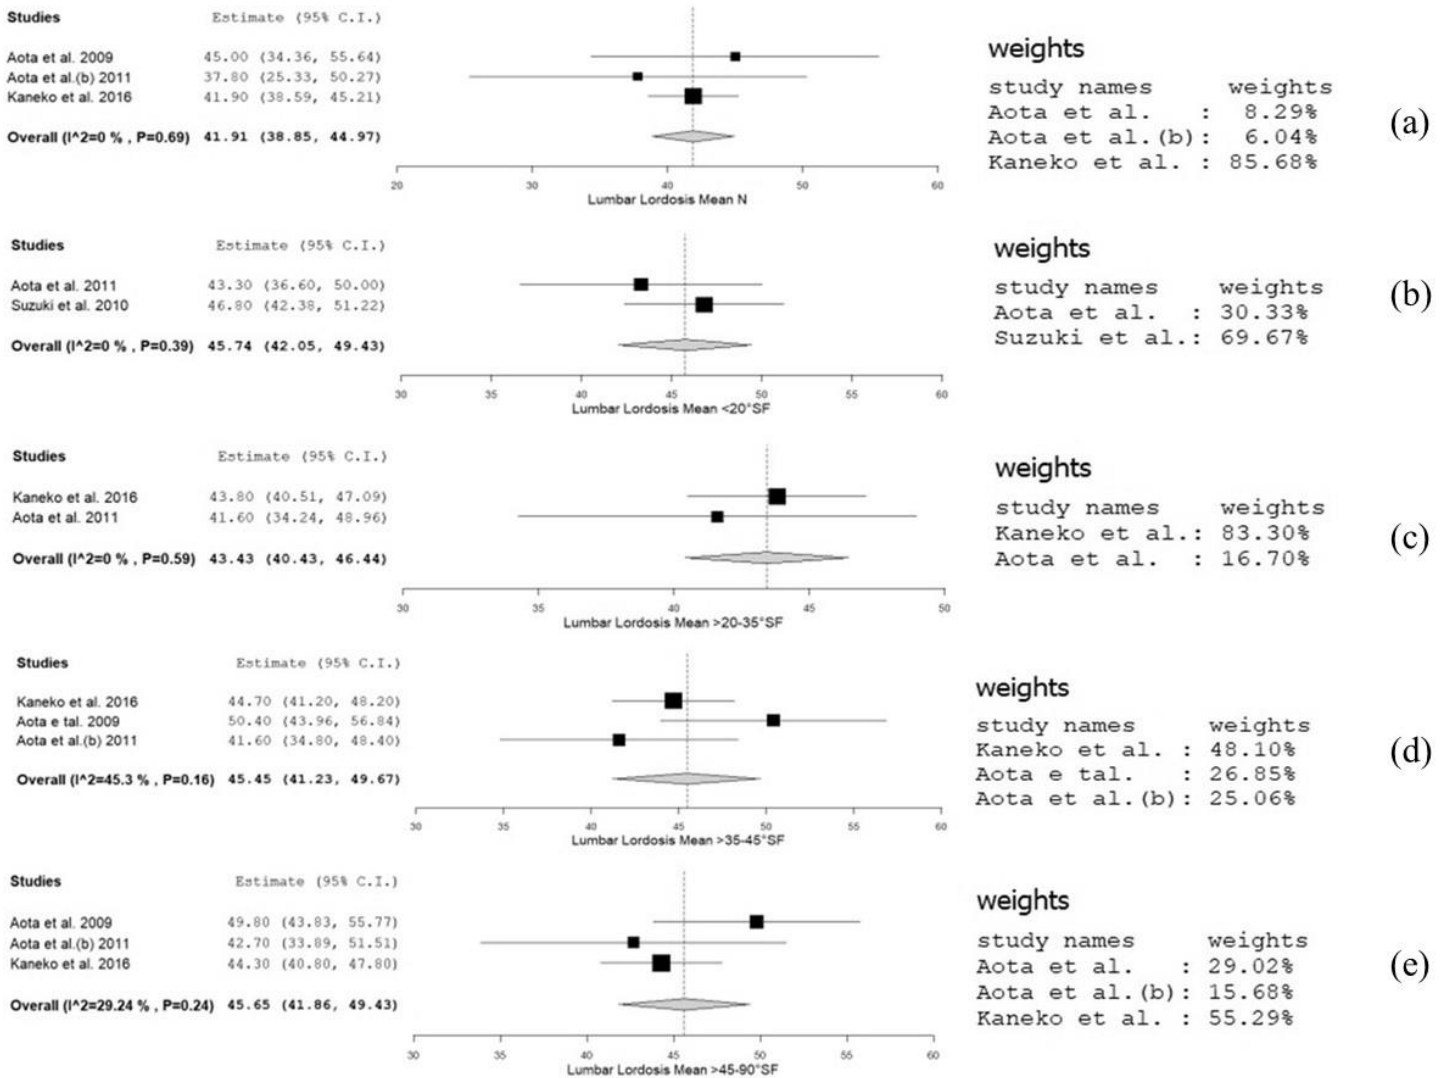 Studies Estimate (95% C.I.)
Aota et al. 2009 45.00 (34.36, 55.64)
Aota et al.(b) 2011 37.80 (25.33, 50.27)
Kaneko et al. 2016 41.90 (38.59, 45.21)
Overall (I^2=0 % , P=0.69) 41.91 (38.85, 44.97)
20 30 40 50 60
Lumbar Lordosis Mean N
weights
study names weights
Aota et al. : 8.29%
Aota et al.(b): 6.04%
Kaneko et al. : 85.68%
(a)
Studies Estimate (95% C.I.)
Aota et al. 2011 43.30 (36.60, 50.00)
Suzuki et al. 2010 46.80 (42.38, 51.22)
Overall (I^2=0 % , P=0.39) 45.74 (42.05, 49.43)
30 35 40 45 50 55 60
Lumbar Lordosis Mean <20°SF
weights
study names weights
Aota et al. : 30.33%
Suzuki et al.: 69.67%
(b)
Studies Estimate (95% C.I.)
Kaneko et al. 2016 43.80 (40.51, 47.09)
Aota et al. 2011 41.60 (34.24, 48.96)
Overall (I^2=0 % , P=0.59) 43.43 (40.43, 46.44)
30 35 40 45 50
Lumbar Lordosis Mean >20-35°SF
weights
study names weights
Kaneko et al.: 83.30%
Aota et al. : 16.70%
(c)
Studies Estimate (95% C.I.)
Kaneko et al. 2016 44.70 (41.20, 48.20)
Aota e tal. 2009 50.40 (43.96, 56.84)
Aota et al.(b) 2011 41.60 (34.80, 48.40)
Overall (I^2=45.3 % , P=0.16) 45.45 (41.23, 49.67)
30 35 40 45 50 55 60
Lumbar Lordosis Mean >35-45°SF
weights
study names weights
Kaneko et al. : 48.10%
Aota e tal. : 26.85%
Aota et al.(b): 25.06%
(d)
Studies Estimate (95% C.I.)
Aota et al. 2009 49.80 (43.83, 55.77)
Aota et al.(b) 2011 42.70 (33.89, 51.51)
Kaneko et al. 2016 44.30 (40.80, 47.80)
Overall (I^2=29.24 % , P=0.24) 45.65 (41.86, 49.43)
30 35 40 45 50 55 60
Lumbar Lordosis Mean >45-90°SF
weights
study names weights
Aota et al. : 29.02%
Aota et al.(b): 15.68%
Kaneko et al. : 55.29%
(e)